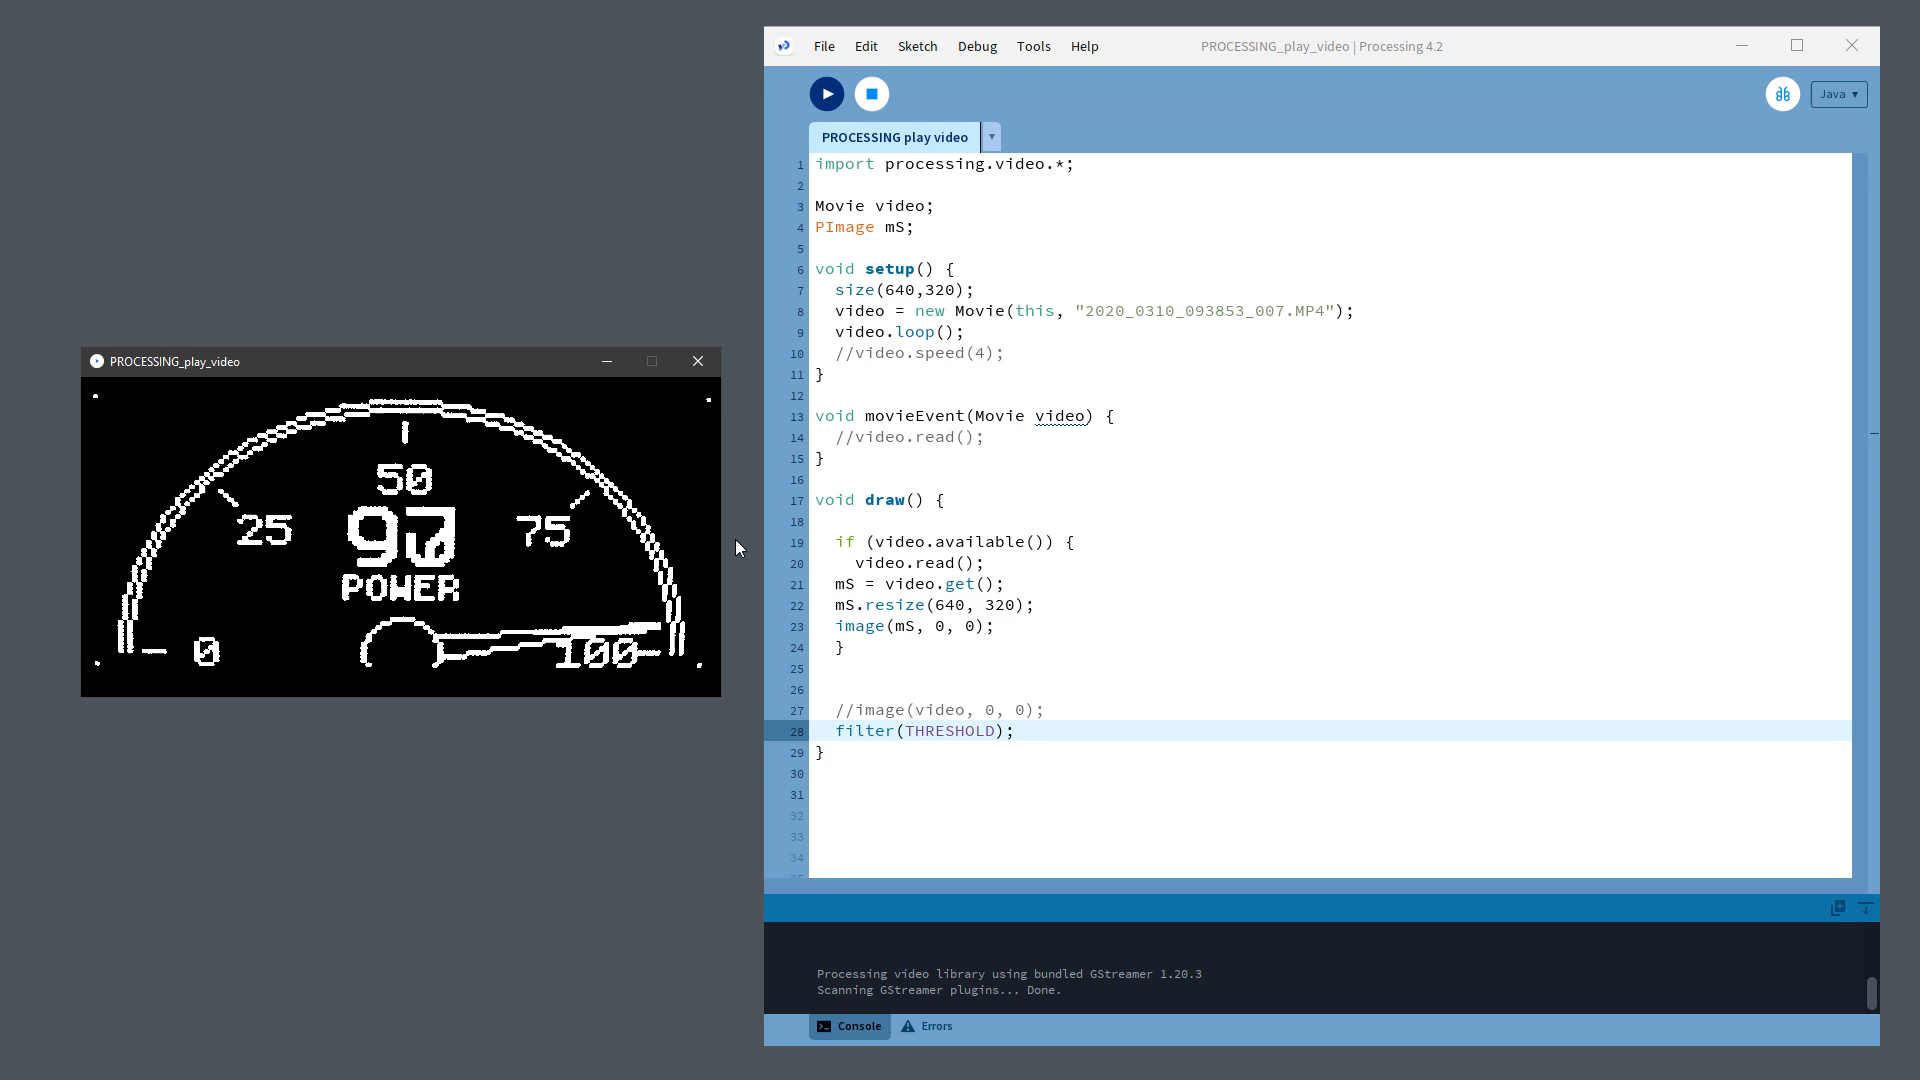 PROCESSING_play_video
50
25
75
POWER
0
100
File Edit Sketch Debug Tools Help
PROCESSING_play_video | Processing 4.2
Java
PROCESSING play video
1 import processing.video.*;
2
3 Movie video;
4 PImage mS;
5
6 void setup() {
7 size(640,320);
8 video = new Movie(this, "2020_0310_093853_007.MP4");
9 video.loop();
10 //video.speed(4);
11 }
12
13 void movieEvent(Movie video) {
14 //video.read();
15 }
16
17 void draw() {
18
19 if (video.available()) {
20 video.read();
21 mS = video.get();
22 mS.resize(640, 320);
23 image(mS, 0, 0);
24 }
25
26
27 //image(video, 0, 0);
28 filter(THRESHOLD);
29 }
30
31
32
33
34
Processing video library using bundled GStreamer 1.20.3
Scanning GStreamer plugins... Done.
Console Errors